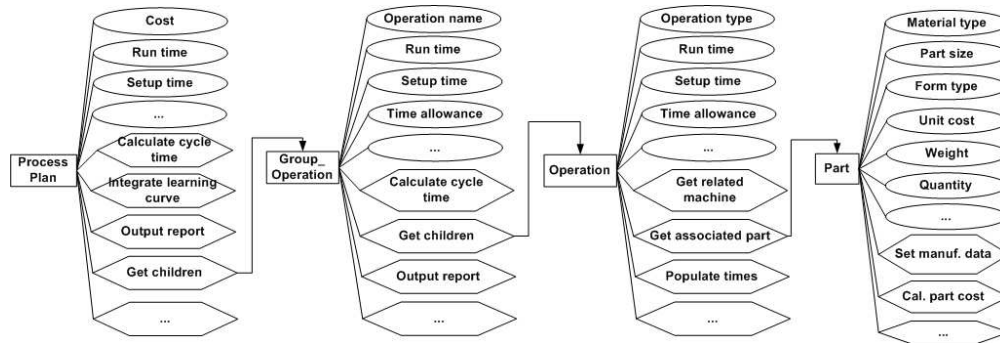 Process
Plan
Cost
Run time
Setup time
...
Calculate cycle
time
Integrate learning
curve
Output report
Get children
...
Group_
Operation
Operation name
Run time
Setup time
Time allowance
...
Calculate cycle
time
Get children
Output report
...
Operation
Operation type
Run time
Setup time
Time allowance
...
Get related
machine
Get associated part
Populate times
...
Part
Material type
Part size
Form type
Unit cost
Weight
Quantity
...
Set manuf. data
Cal. part cost
...